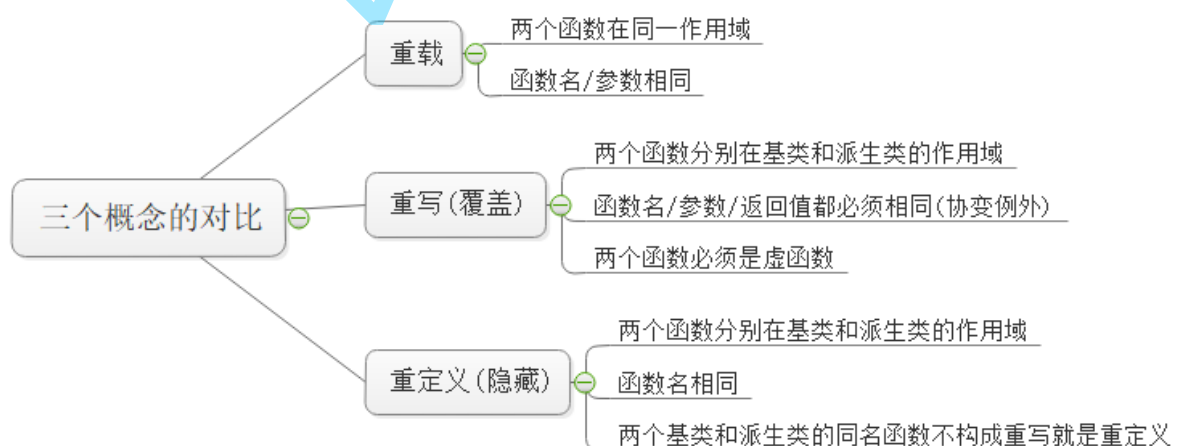 三个概念的对比
重载
两个函数在同一作用域
函数名/参数相同
重写(覆盖)
两个函数分别在基类和派生类的作用域
函数名/参数/返回值都必须相同(协变例外)
两个函数必须是虚函数
重定义(隐藏)
两个函数分别在基类和派生类的作用域
函数名相同
两个基类和派生类的同名函数不构成重写就是重定义